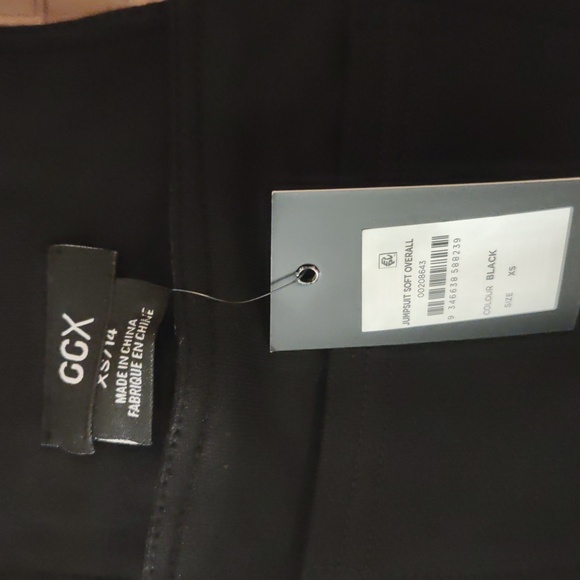 CCX
XS/14
MADE IN CHINA
FABRIQUE EN CHINE
JUMPSUIT SOFT OVERALL
00208643
9 346638 588239
COLOUR BLACK
SIZE XS